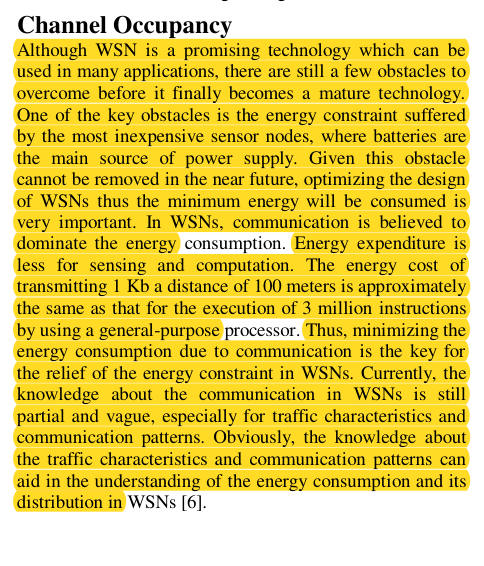 Channel Occupancy
Although WSN is a promising technology which can be
used in many applications, there are still a few obstacles to
overcome before it finally becomes a mature technology.
One of the key obstacles is the energy constraint suffered
by the most inexpensive sensor nodes, where batteries are
the main source of power supply. Given this obstacle
cannot be removed in the near future, optimizing the design
of WSNs thus the minimum energy will be consumed is
very important. In WSNs, communication is believed to
dominate the energy consumption. Energy expenditure is
less for sensing and computation. The energy cost of
transmitting 1 Kb a distance of 100 meters is approximately
the same as that for the execution of 3 million instructions
by using a general-purpose processor. Thus, minimizing the
energy consumption due to communication is the key for
the relief of the energy constraint in WSNs. Currently, the
knowledge about the communication in WSNs is still
partial and vague, especially for traffic characteristics and
communication patterns. Obviously, the knowledge about
the traffic characteristics and communication patterns can
aid in the understanding of the energy consumption and its
distribution in WSNs [6].